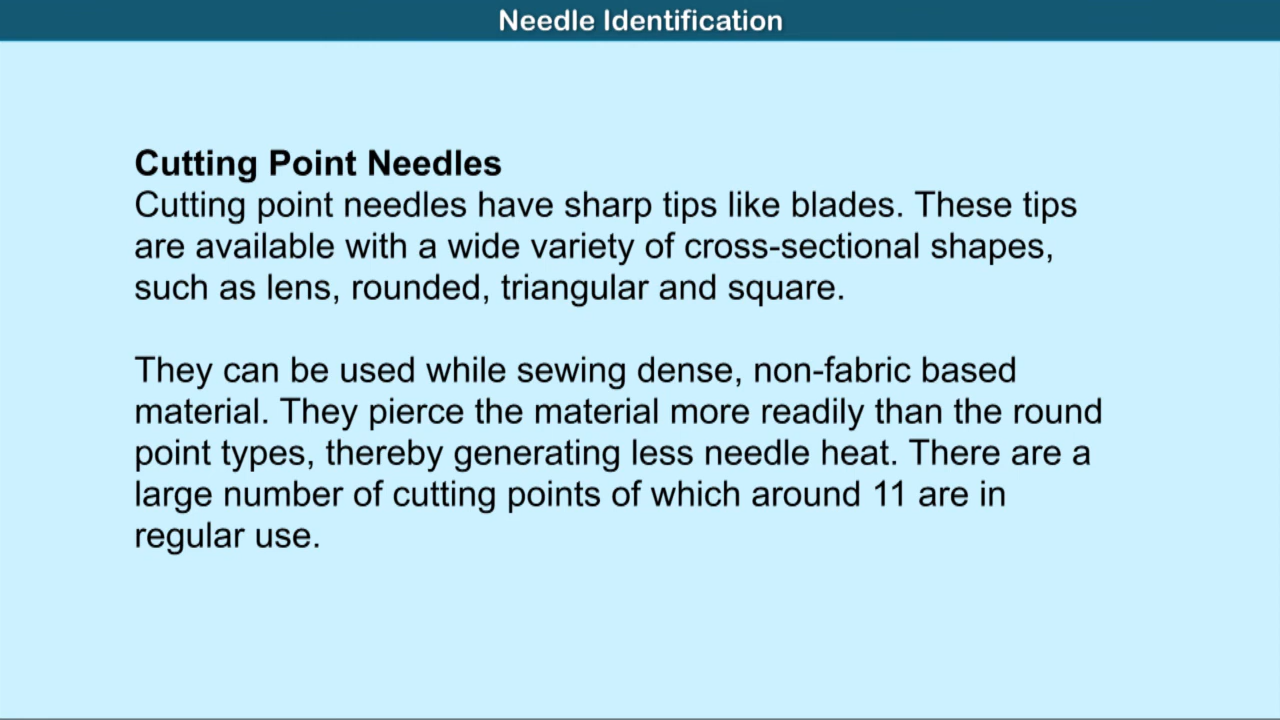 Needle Identification
Cutting Point Needles
Cutting point needles have sharp tips like blades. These tips
are available with a wide variety of cross-sectional shapes,
such as lens, rounded, triangular and square.
They can be used while sewing dense, non-fabric based
material. They pierce the material more readily than the round
point types, thereby generating less needle heat. There are a
large number of cutting points of which around 11 are in
regular use.